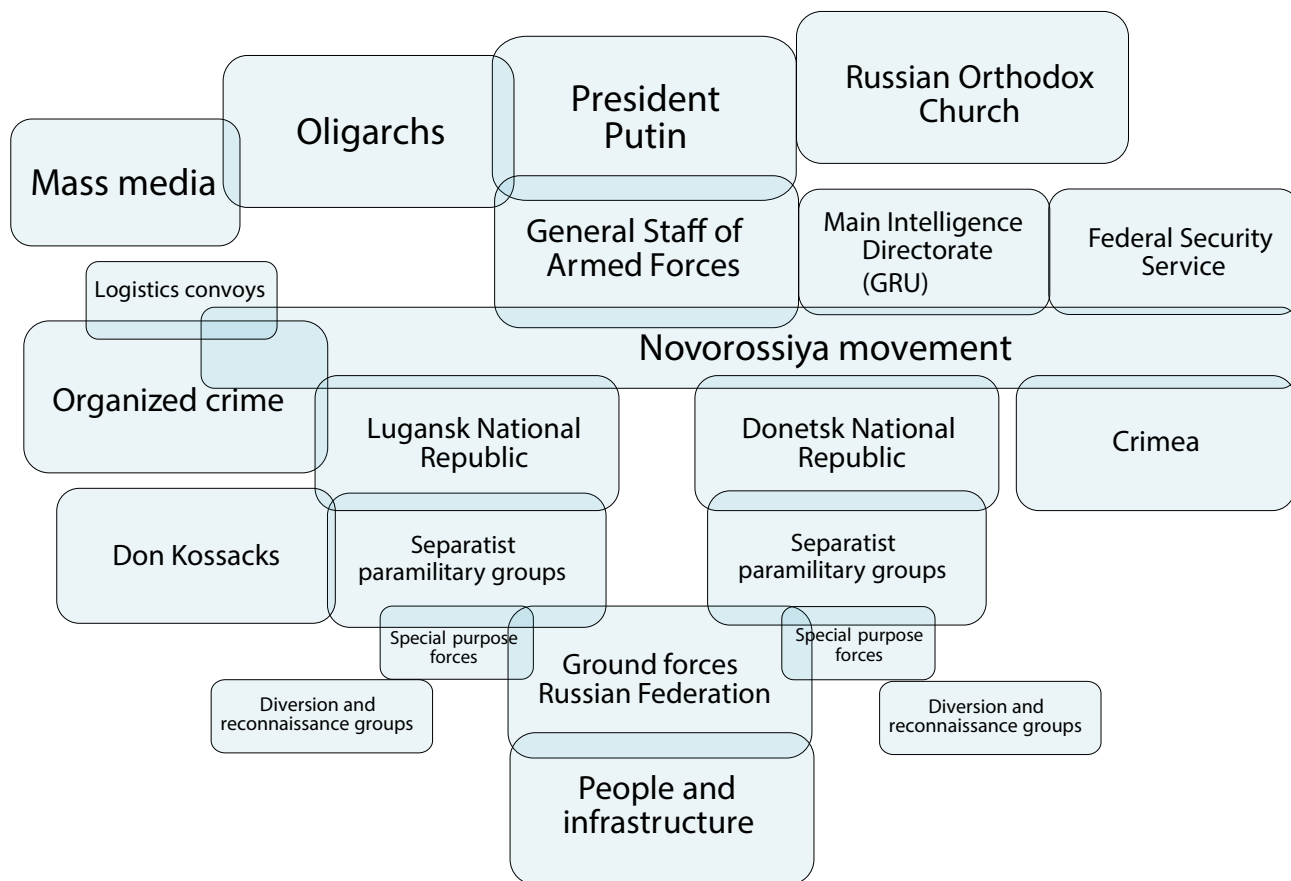 Russian Orthodox
Church
President
Putin
Oligarchs
Mass media
General Staff of
Armed Forces
Main Intelligence
Directorate
(GRU)
Federal Security
Service
Logistics convoys
Novorossiya movement
Organized crime
Lugansk National
Republic
Donetsk National
Republic
Crimea
Don Kossacks
Separatist
paramilitary groups
Separatist
paramilitary groups
Special purpose
forces
Ground forces
Russian Federation
Special purpose
forces
Diversion and
reconnaissance groups
Diversion and
reconnaissance groups
People and
infrastructure